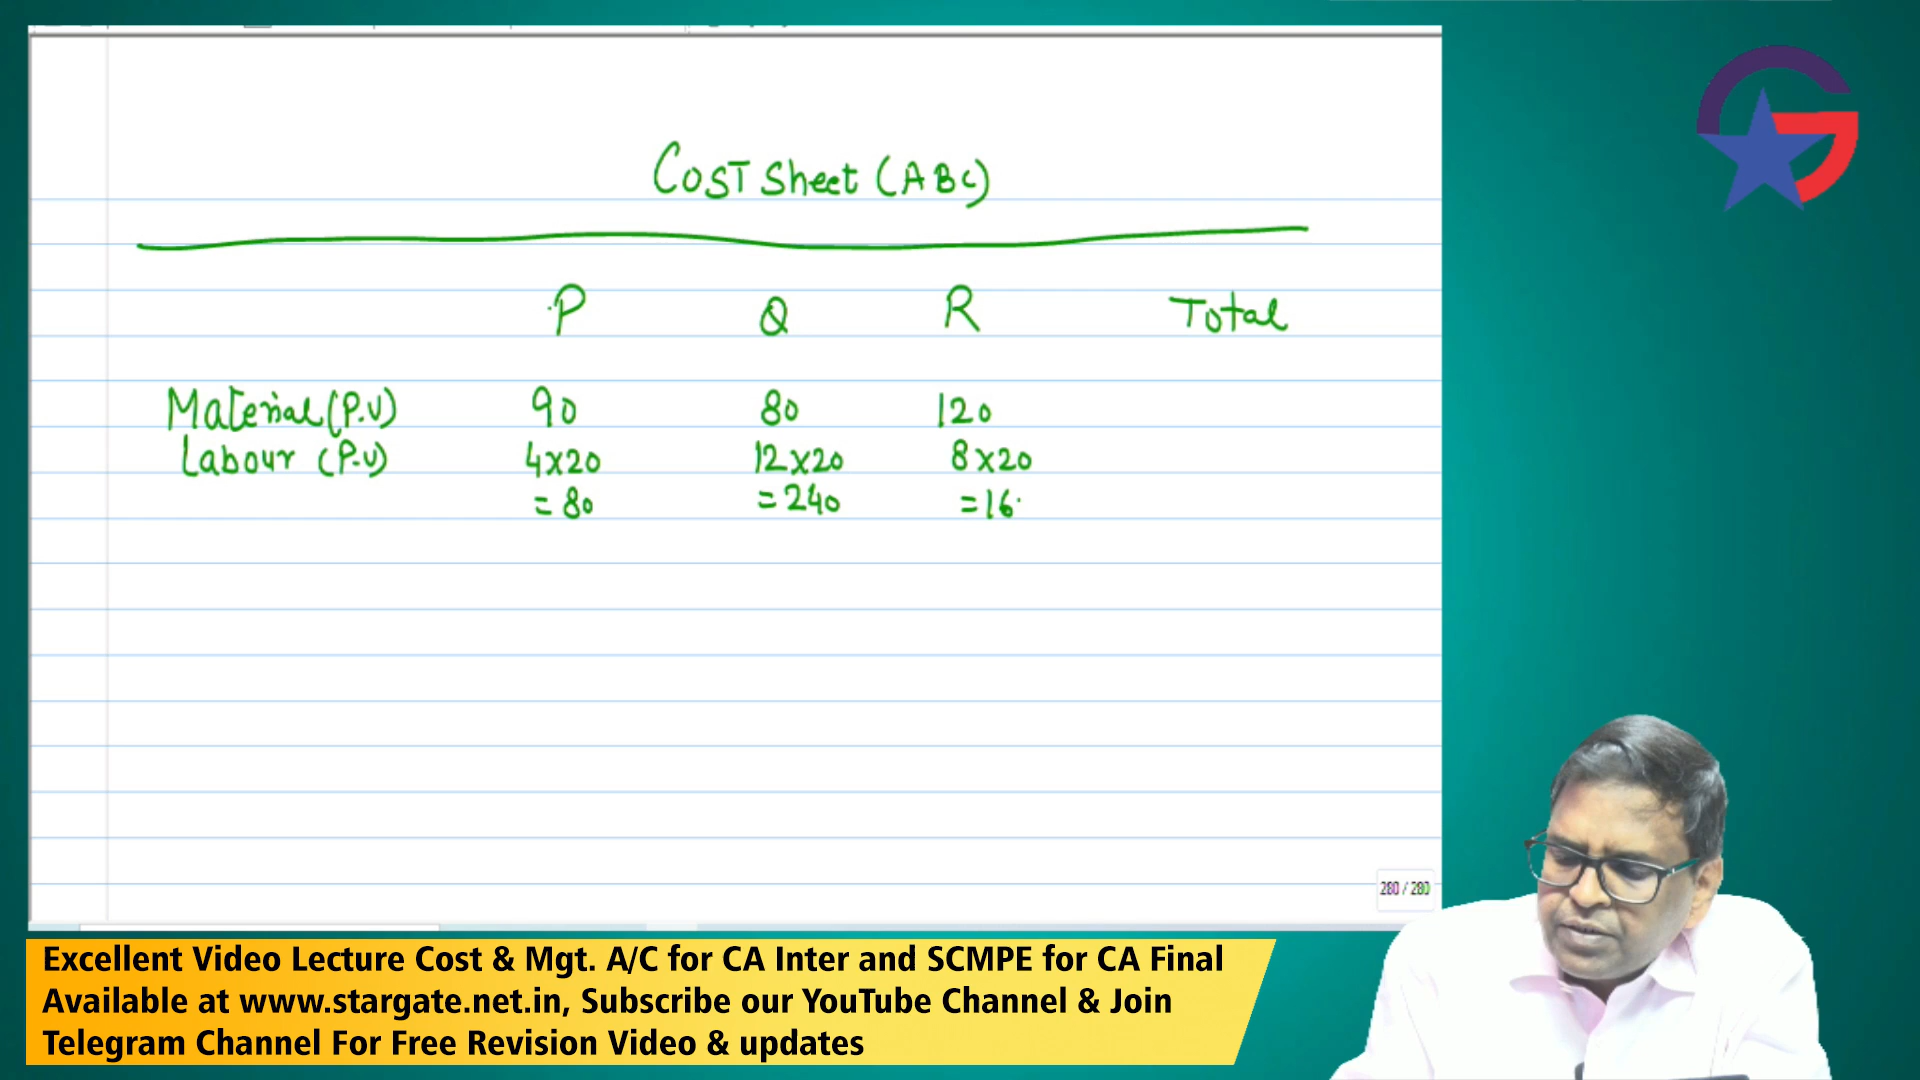 Cost Sheet (ABC)
P Q R Total
Material (P.U) 90 80 120
Labour (P.U) 4x20 12x20 8x20
=80 =240 =16
280 / 280
Excellent Video Lecture Cost & Mgt. A/C for CA Inter and SCMPE for CA Final
Available at www.stargate.net.in, Subscribe our YouTube Channel & Join
Telegram Channel For Free Revision Video & updates